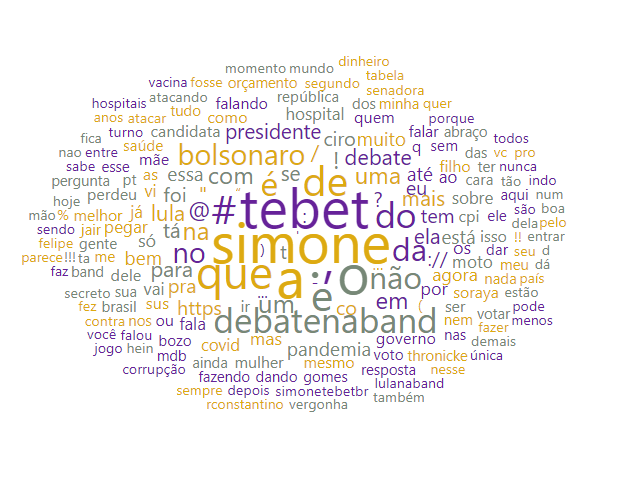 momento mundo dinheiro
vacina fosse orçamento segundo tabela
hospitais atacando república senadora
anos atacar tudo falando hospital dos minha quer
fica turno candidata como presidente ciro muito quem falar abraço porque
nao entre saúde bolsonaro / ! debate q sem todos
sabe esse mãe essa com é se de uma até das vc pro
pergunta pt as vi foi " “ ? mais eu filho ao cara ter tão nunca indo
hoje perdeu lula @ # tebet do tem sobre cpi aqui num
mão % melhor já tá na : ela ele são boa
sendo jair pegar simone da está isso !! dela pelo
felipe gente só no ) t ' :// os dar entrar
parece !!! ta me bem que a : , o não moto meu seu d
faz band dele para ... é agora nada dá país
secreto sua vai pra um em por soraya estão
fez brasil sus https ir co ( ser votar pode
contra nos ou fala debatenaband nem fazer menos
você falou bozo covid mas governo nas demais
jogo hein mdb ainda mulher pandemia mesmo voto thronicke única
corrupção fazendo dando gomes resposta nesse
sempre depois simonetebetbr lulanaband
rconstantino vergonha também